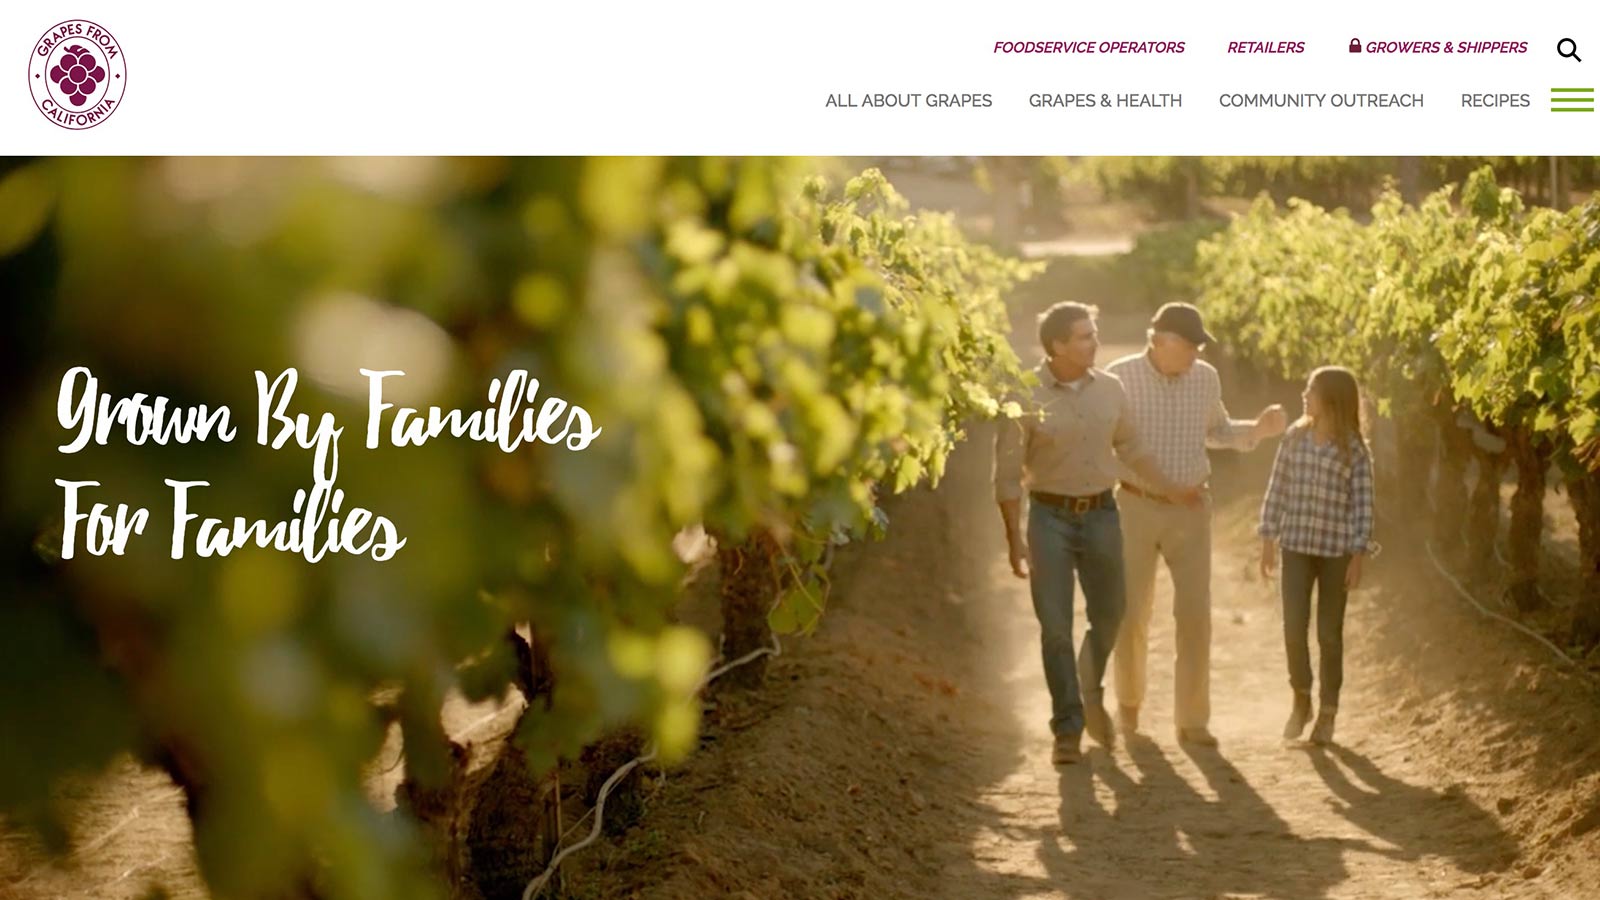 GRAPES FROM
CALIFORNIA
FOODSERVICE OPERATORS RETAILERS GROWERS & SHIPPERS
ALL ABOUT GRAPES GRAPES & HEALTH COMMUNITY OUTREACH RECIPES
Grown By Families
For Families